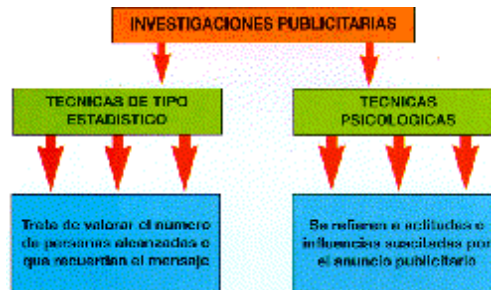 INVESTIGACIONES PUBLICITARIAS
TECNICAS DE TIPO
ESTADISTICO
TECNICAS
PSICOLOGICAS
Trata de valorar el numero
de personas alcanzadas o
que recuerdan el mensaje
Se refieren a actitudes o
influencias suscitadas por
el anuncio publicitario